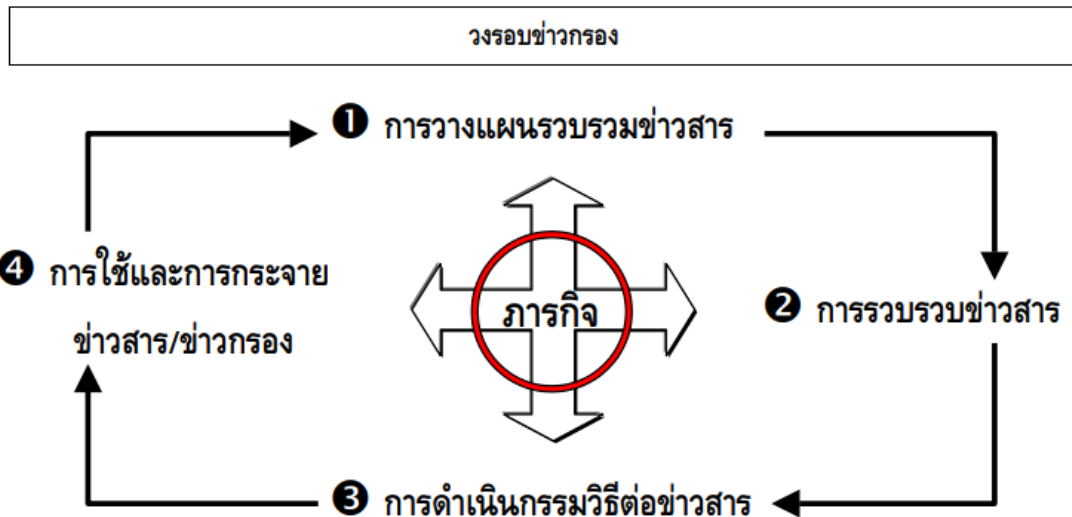 วงรอบข่าวกรอง
❶ การวางแผนรวบรวมข่าวสาร
❹ การใช้และการกระจาย
ข่าวสาร/ข่าวกรอง
ภารกิจ
❷ การรวบรวบข่าวสาร
❸ การดำเนินกรรมวิธีต่อข่าวสาร